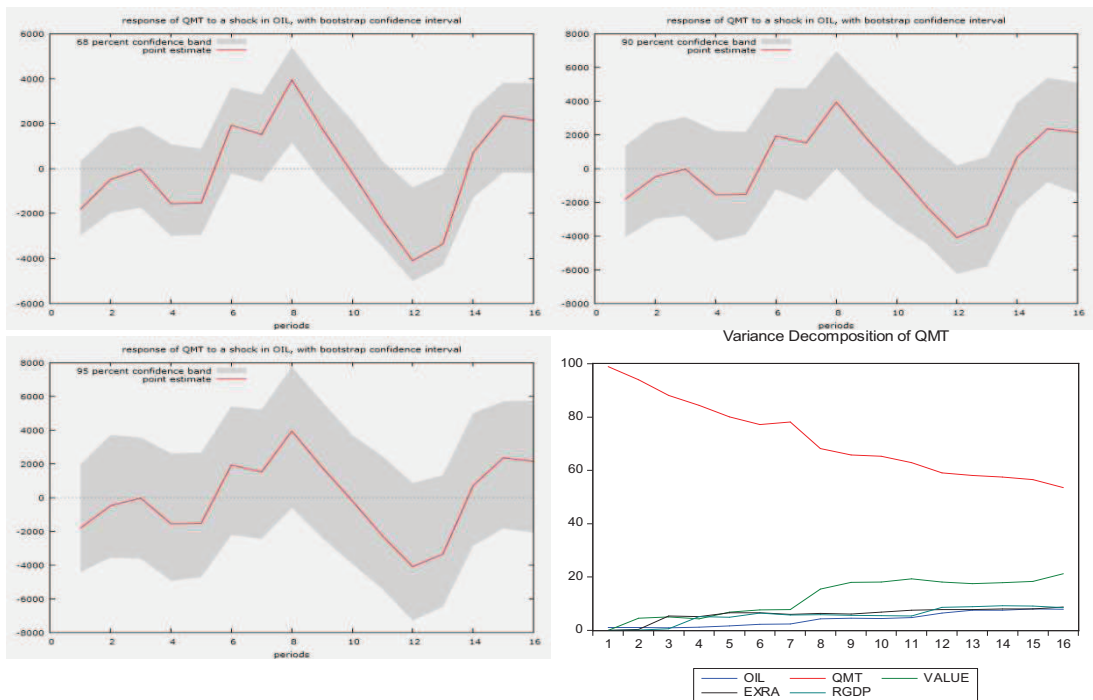 response of QMT to a shock in OIL, with bootstrap confidence interval
68 percent confidence band
point estimate
6000
4000
2000
0
-2000
-4000
-6000
0 2 4 6 8 10 12 14 16
periods
response of QMT to a shock in OIL, with bootstrap confidence interval
90 percent confidence band
point estimate
8000
6000
4000
2000
0
-2000
-4000
-6000
-8000
0 2 4 6 8 10 12 14 16
periods
response of QMT to a shock in OIL, with bootstrap confidence interval
95 percent confidence band
point estimate
8000
6000
4000
2000
0
-2000
-4000
-6000
-8000
0 2 4 6 8 10 12 14 16
periods
Variance Decomposition of QMT
100
80
60
40
20
0
1 2 3 4 5 6 7 8 9 10 11 12 13 14 15 16
OIL QMT VALUE
EXRA RGDP